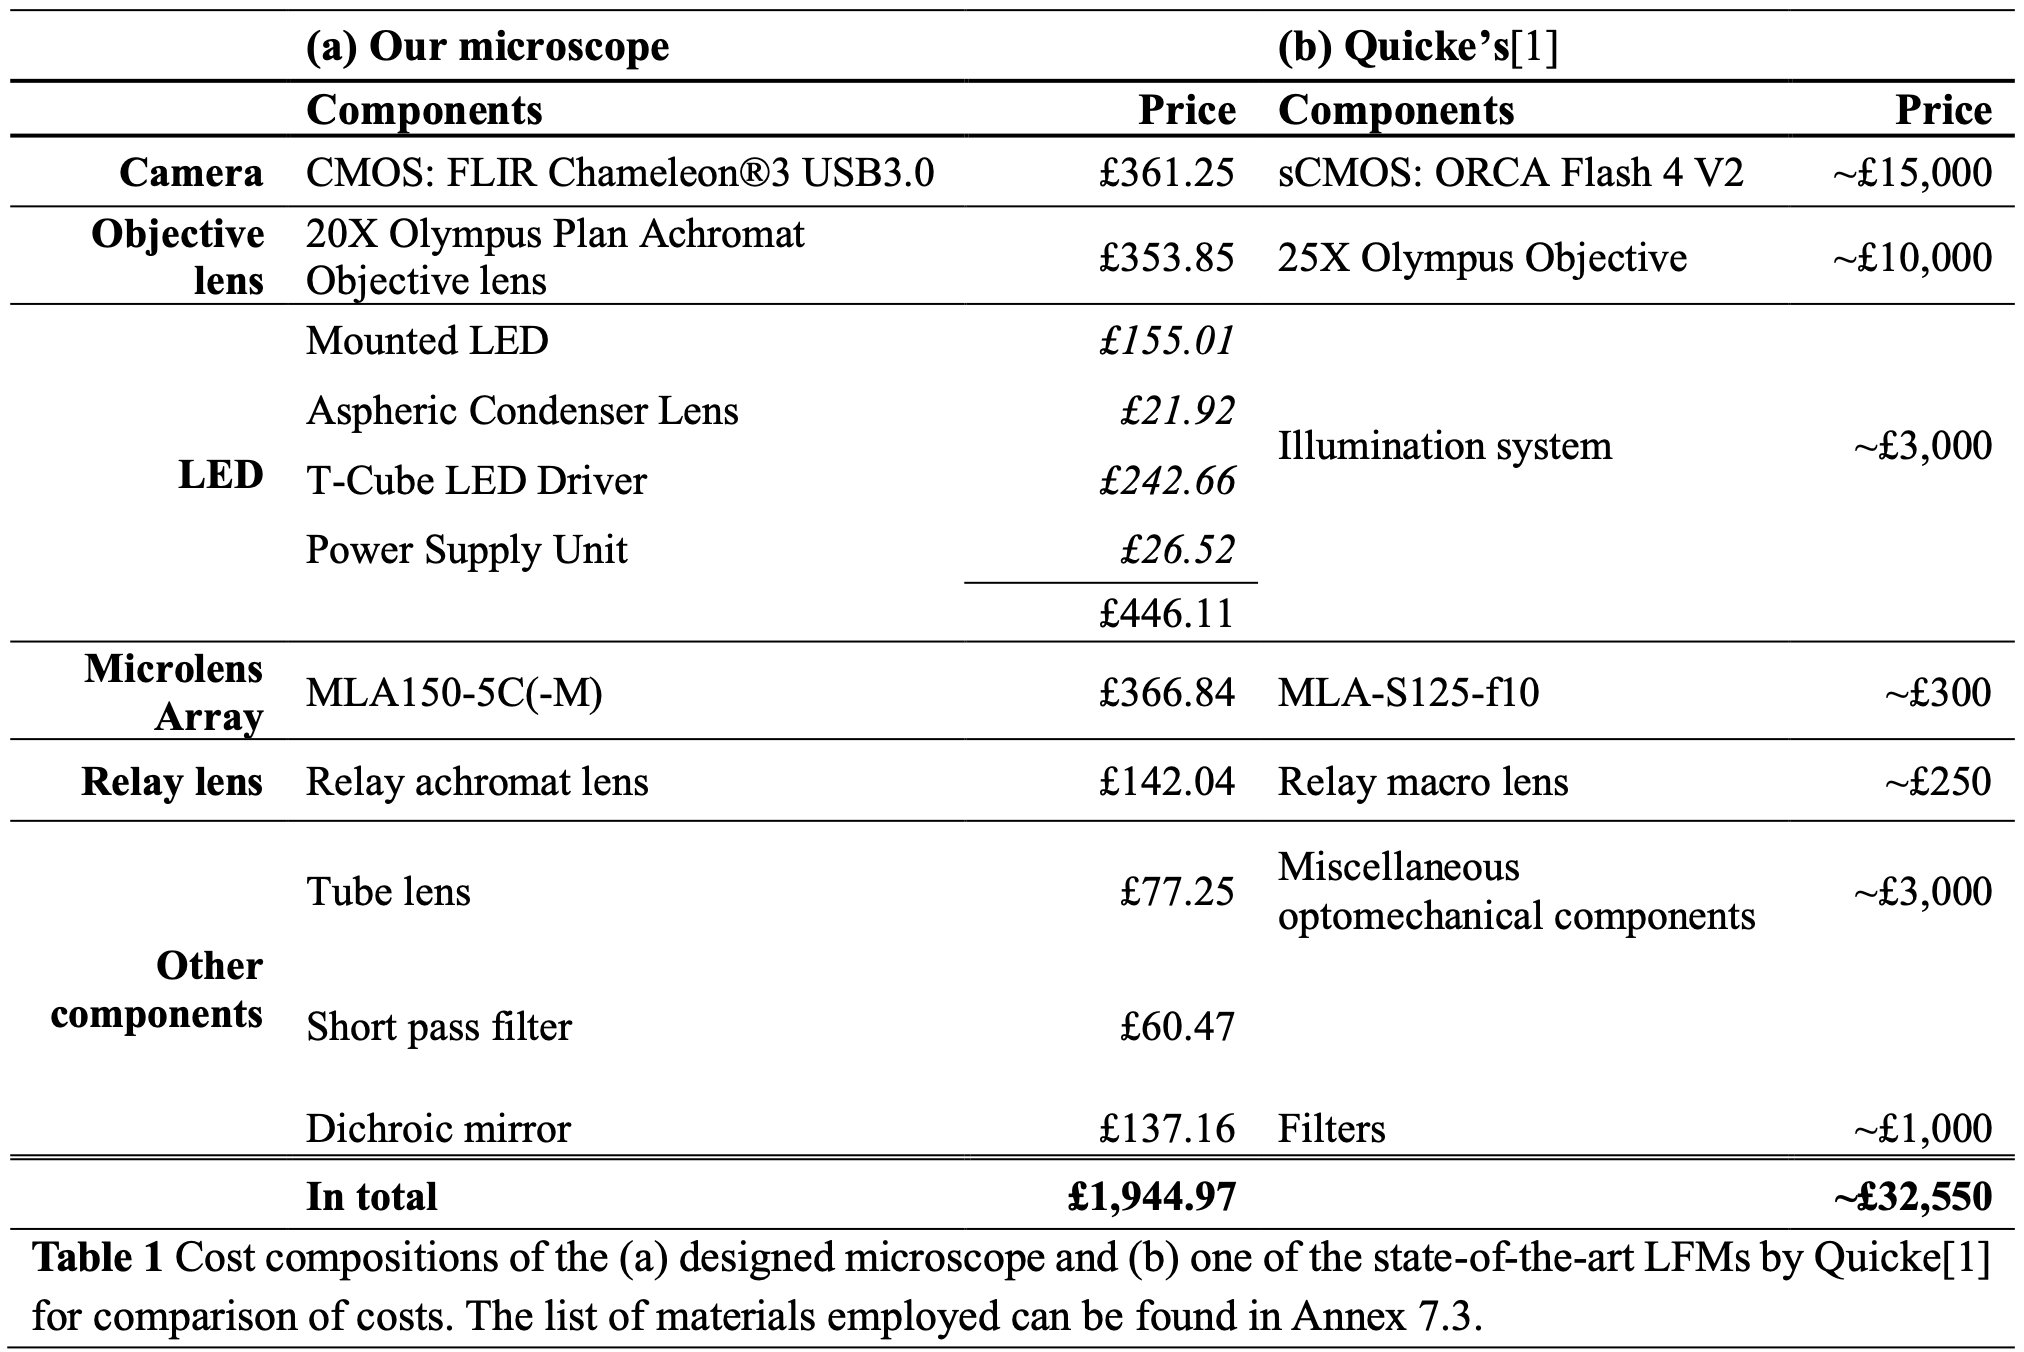 (a) Our microscope (b) Quicke's[1]
Components Price Components Price
Camera CMOS: FLIR Chameleon®3 USB3.0 £361.25 sCMOS: ORCA Flash 4 V2 ~£15,000
Objective lens
20X Olympus Plan Achromat
Objective lens
£353.85 25X Olympus Objective ~£10,000
LED
Mounted LED £155.01
Aspheric Condenser Lens £21.92
Illumination system ~£3,000
T-Cube LED Driver £242.66
Power Supply Unit £26.52
£446.11
Microlens
Array
MLA150-5C(-M) £366.84 MLA-S125-f10 ~£300
Relay lens Relay achromat lens £142.04 Relay macro lens ~£250
Other
components
Tube lens £77.25
Miscellaneous
optomechanical components
~£3,000
Short pass filter £60.47
Dichroic mirror £137.16 Filters ~£1,000
In total £1,944.97 ~£32,550
Table 1 Cost compositions of the (a) designed microscope and (b) one of the state-of-the-art LFMs by Quicke[1]
for comparison of costs. The list of materials employed can be found in Annex 7.3.